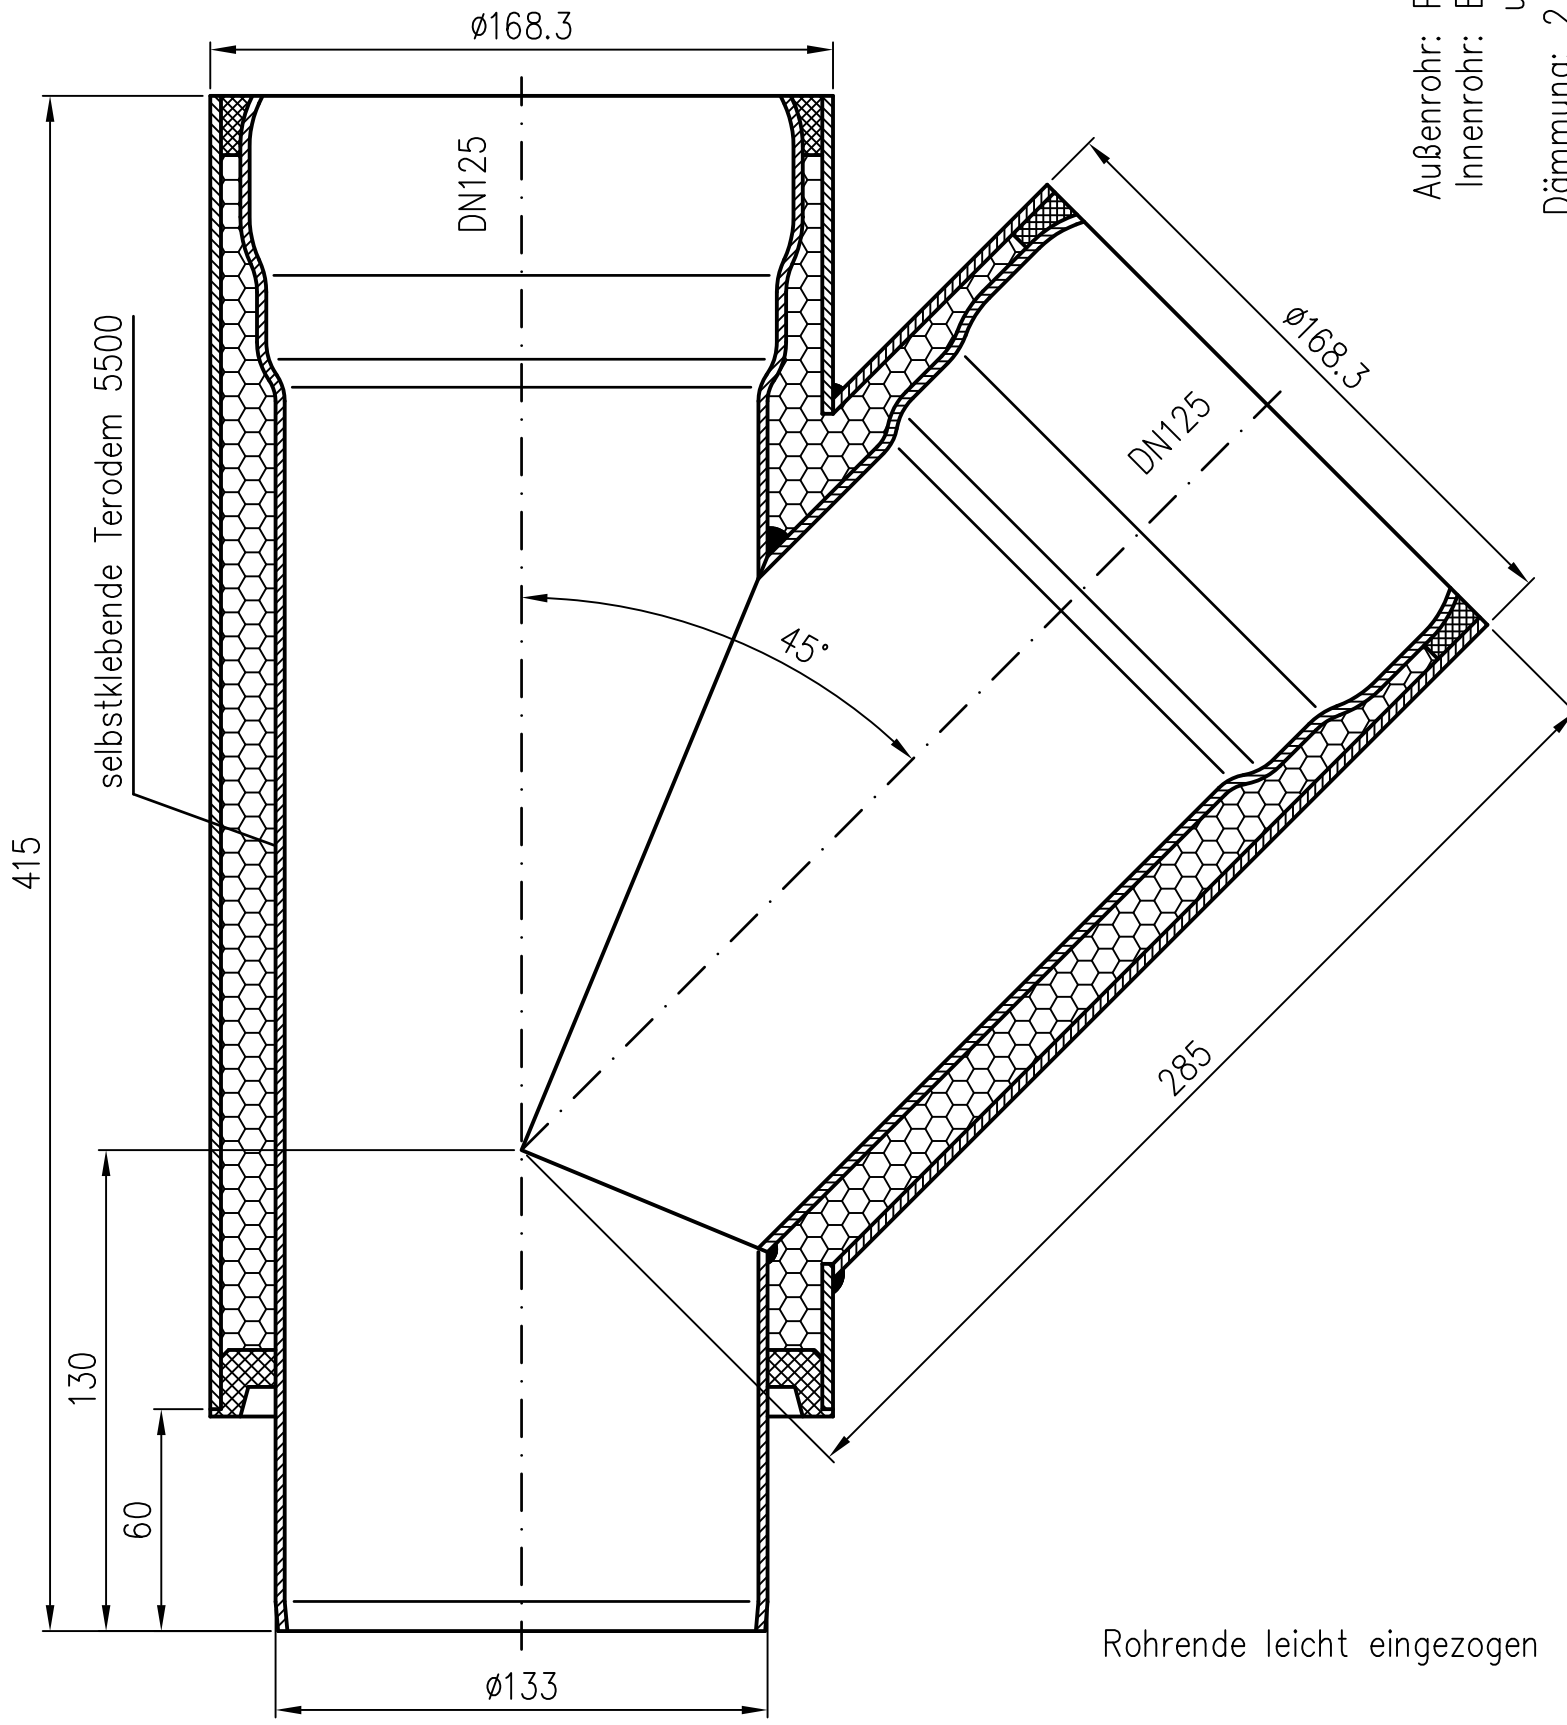 ø168.3
Außenrohr:
Innenrohr:
Dämmung: 2
DN125
selbstklebende Terodem 5500
ø168.3
DN125
45°
415
285
130
60
Rohrende leicht eingezogen
ø133